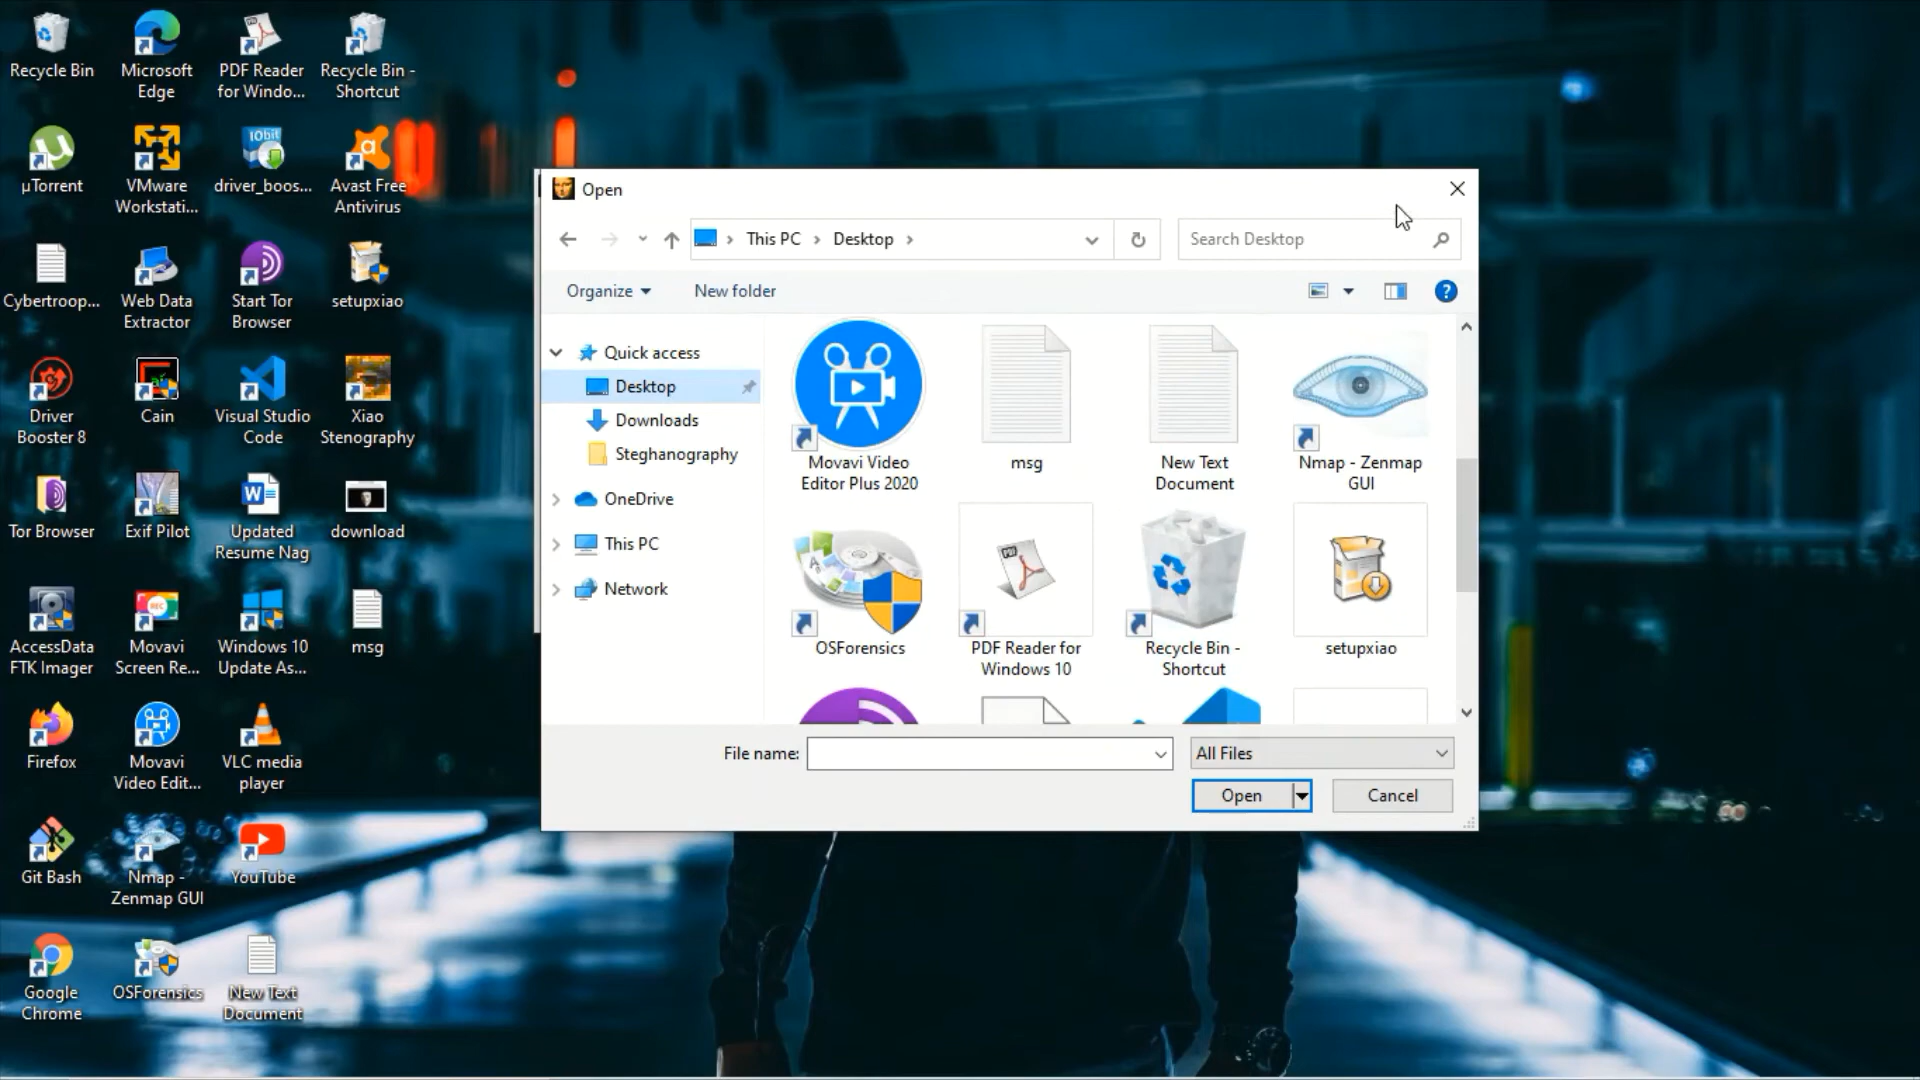 Recycle Bin
Microsoft
Edge
PDF Reader
for Windo...
Recycle Bin -
Shortcut
µTorrent
VMware
Workstati...
driver_boos...
Avast Free
Antivirus
Cybertroop...
Web Data
Extractor
Start Tor
Browser
setupxiao
Driver
Booster 8
Cain
Visual Studio
Code
Xiao
Stenography
Tor Browser
Exif Pilot
Updated
Resume Nag
download
AccessData
FTK Imager
Movavi
Screen Re...
Windows 10
Update As...
msg
Firefox
Movavi
Video Edit...
VLC media
player
Git Bash
Nmap -
Zenmap GUI
YouTube
Google
Chrome
OSForensics
New Text
Document
Open
This PC
Desktop
Search Desktop
Organize
New folder
Quick access
Desktop
Downloads
Steghanography
OneDrive
This PC
Network
Movavi Video
Editor Plus 2020
msg
New Text
Document
Nmap - Zenmap
GUI
OSForensics
PDF Reader for
Windows 10
Recycle Bin -
Shortcut
setupxiao
File name:
All Files
Open
Cancel